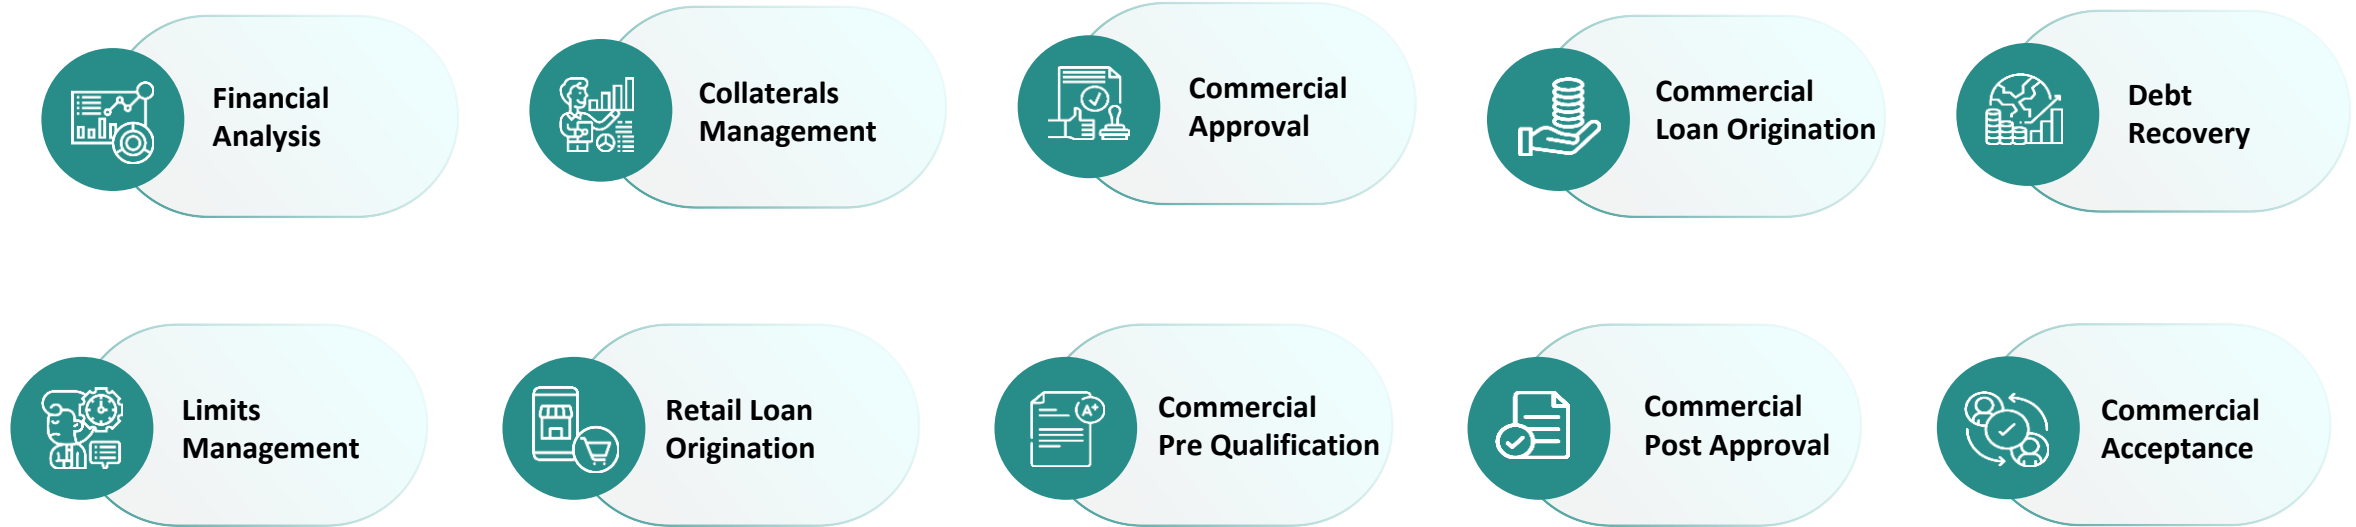 Financial
Analysis
Collaterals
Management
Commercial
Approval
Commercial
Loan Origination
Debt
Recovery
Limits
Management
Retail Loan
Origination
A+
Commercial
Pre Qualification
Commercial
Post Approval
Commercial
Acceptance